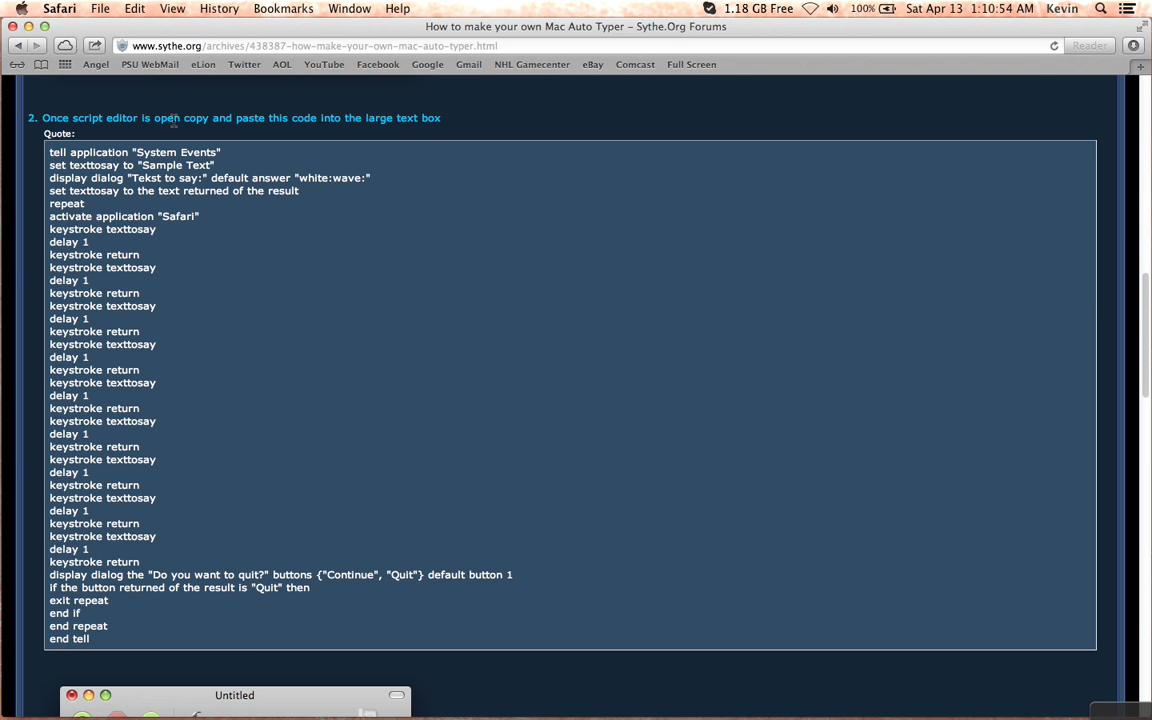 Safari File Edit View History Bookmarks Window Help 1.18 GB Free 100% Sat Apr 13 1:10:54 AM Kevin
How to make your own Mac Auto Typer – Sythe.Org Forums
www.sythe.org/archives/438387-how-make-your-own-mac-auto-typer.html Reader
Angel PSU WebMail eLion Twitter AOL YouTube Facebook Google Gmail NHL Gamecenter eBay Comcast Full Screen
2. Once script editor is open copy and paste this code into the large text box
Quote:
tell application "System Events"
set texttosay to "Sample Text"
display dialog "Tekst to say:" default answer "white:wave:"
set texttosay to the text returned of the result
repeat
activate application "Safari"
keystroke texttosay
delay 1
keystroke return
keystroke texttosay
delay 1
keystroke return
keystroke texttosay
delay 1
keystroke return
keystroke texttosay
delay 1
keystroke return
keystroke texttosay
delay 1
keystroke return
keystroke texttosay
delay 1
keystroke return
keystroke texttosay
delay 1
keystroke return
keystroke texttosay
delay 1
keystroke return
keystroke texttosay
delay 1
keystroke return
display dialog the "Do you want to quit?" buttons {"Continue", "Quit"} default button 1
if the button returned of the result is "Quit" then
exit repeat
end if
end repeat
end tell
Untitled